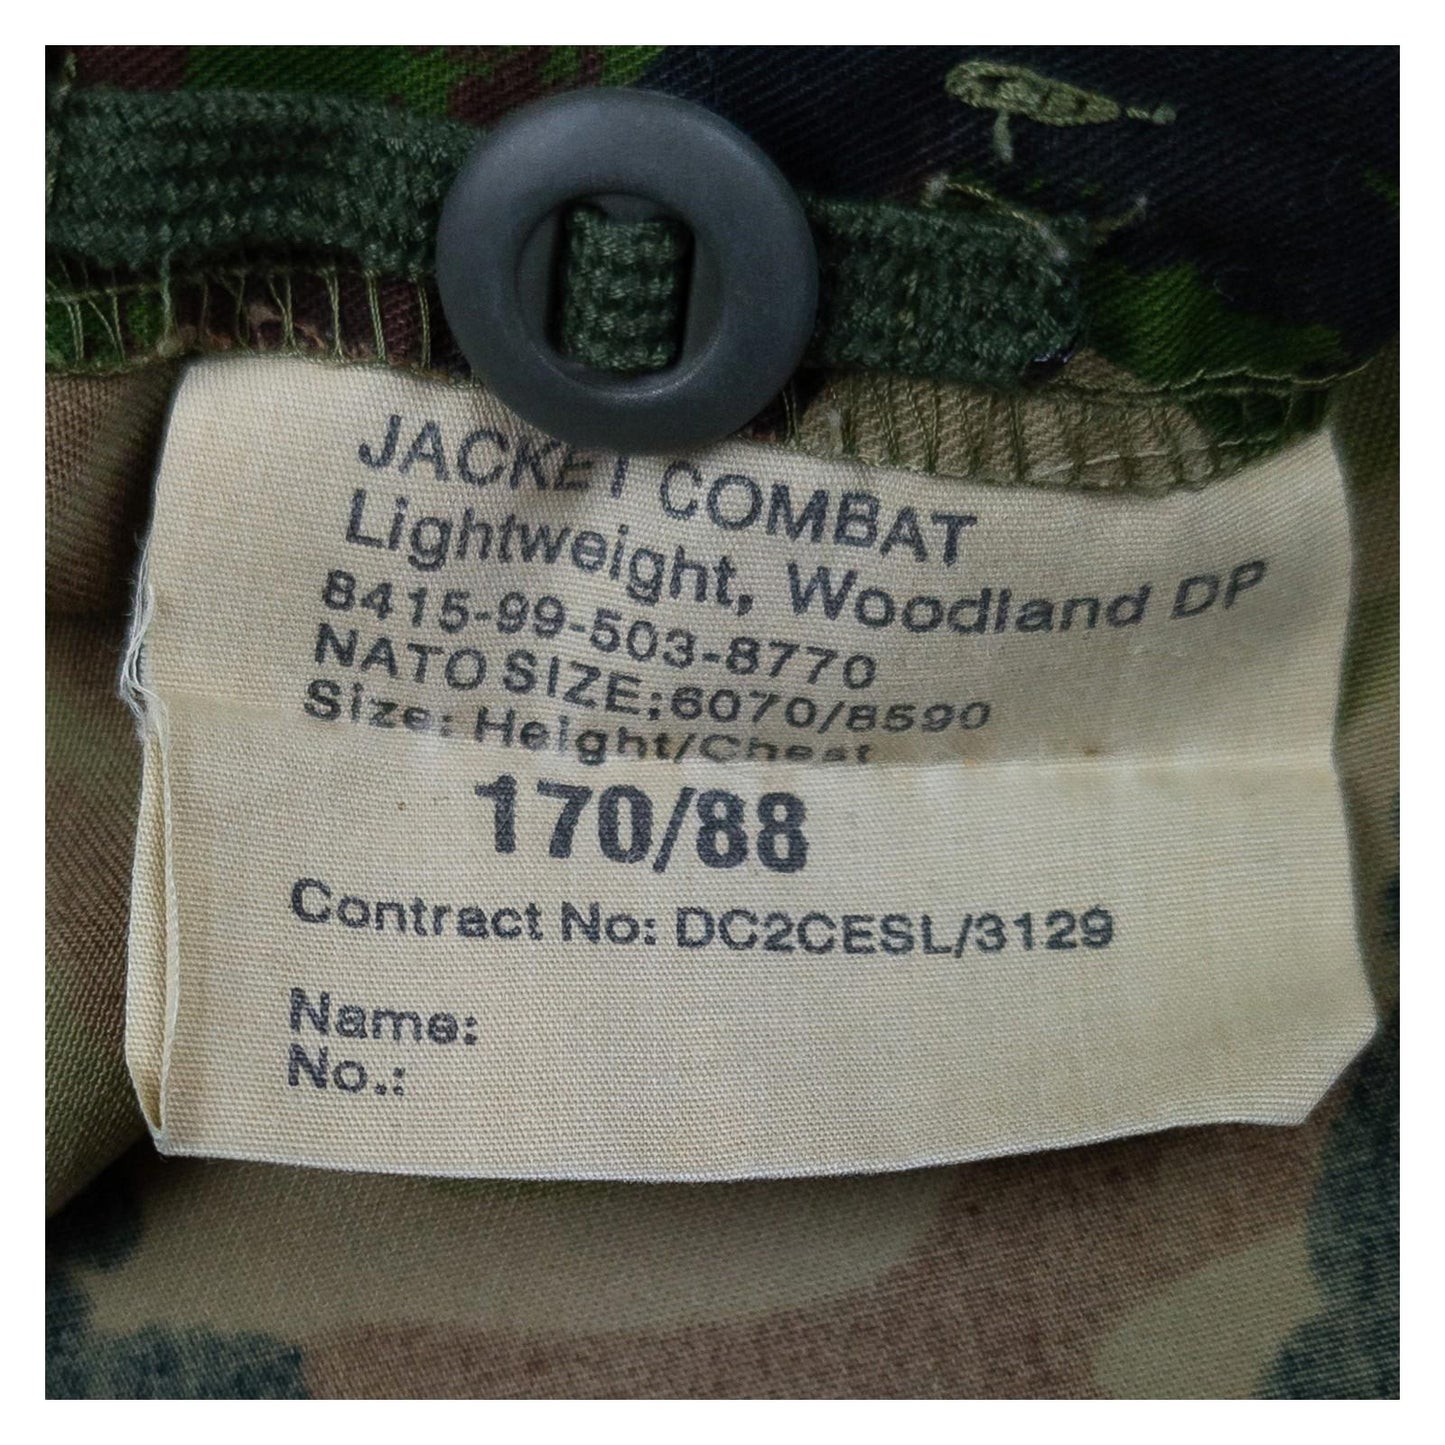 JACKET COMBAT
Lightweight, Woodland DP
8415-99-503-8770
NATO SIZE:6070/8590
Size: Height/Chest
170/88
Contract No: DC2CESL/3129
Name:
No.: